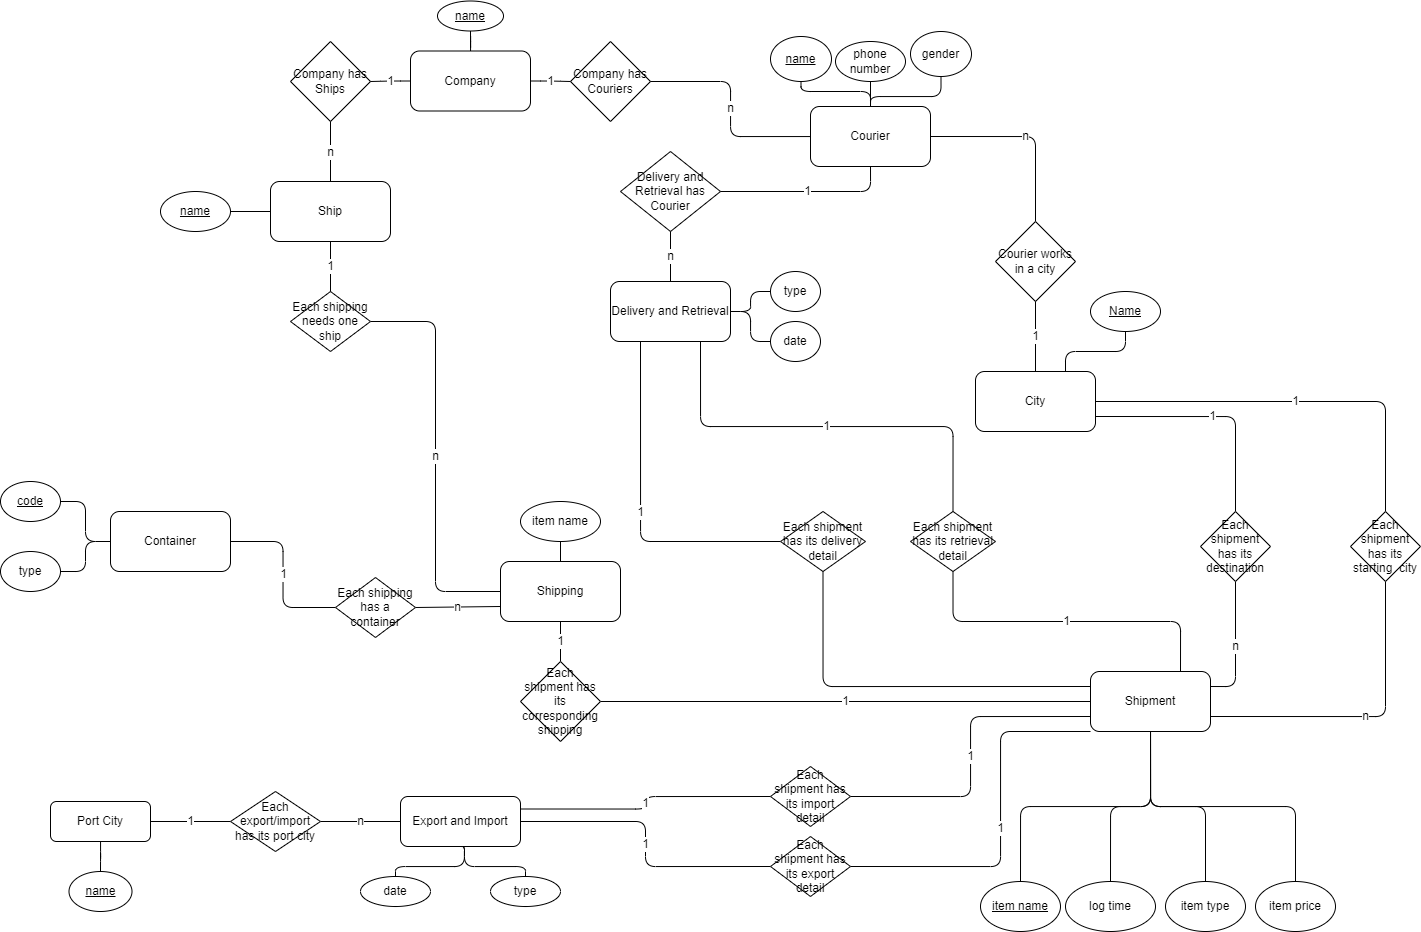 name
Company has
Ships
1
Company
1
Company has
Couriers
name
phone
number
gender
n
n
Courier
n
name
Ship
Delivery and
Retrieval has
Courier
1
n
1
Courier works
in a city
Each shipping
needs one
ship
Delivery and Retrieval
type
date
Name
1
City
1
1
1
n
code
type
Container
item name
1
Each shipment
has its delivery
detail
Each shipment
has its retrieval
detail
Each
shipment
has its
destination
Each
shipment
has its
starting city
1
Each shipping
has a
container
n
Shipping
1
1
n
Each
shipment has
its
corresponding
shipping
1
Shipment
n
1
Port City
1
Each
export/import
has its port city
n
Export and Import
1
1
Each
shipment has
its import
detail
Each
shipment has
its export
detail
1
name
date
type
item name
log time
item type
item price